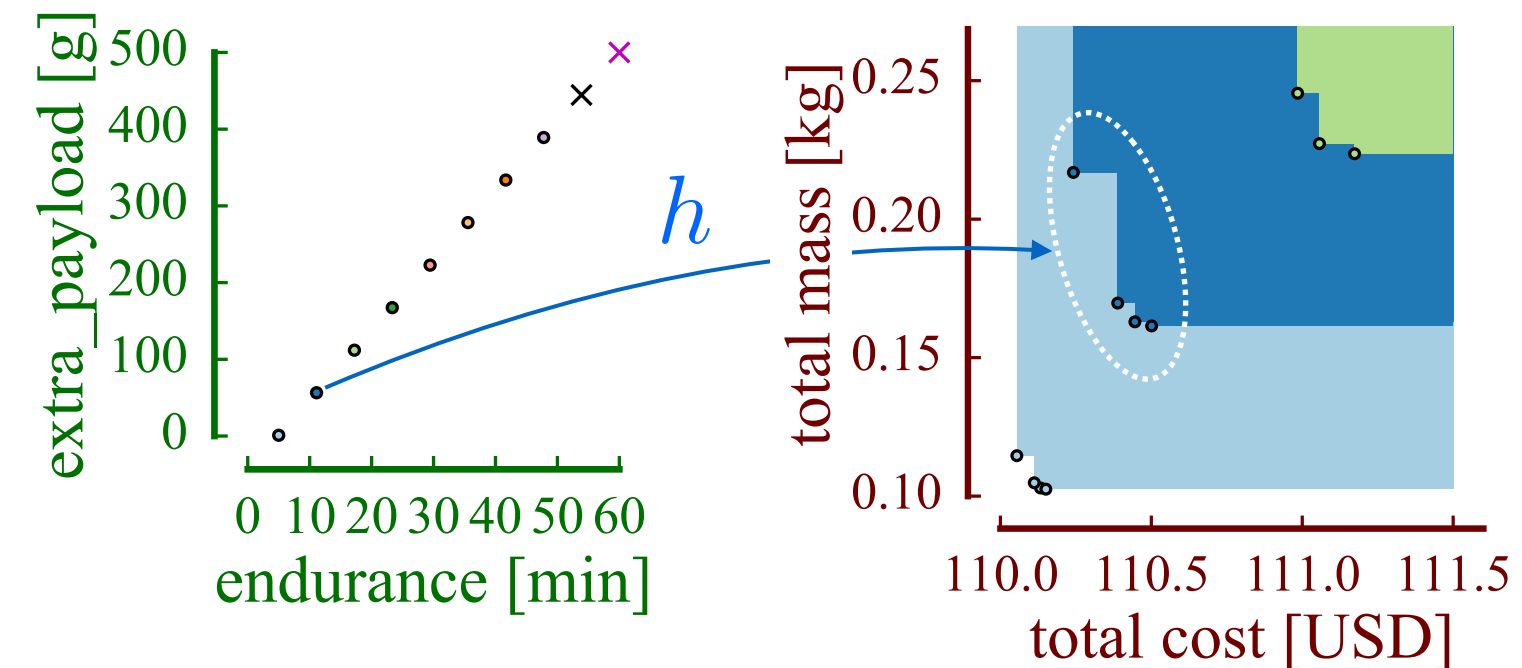 extra_payload [g]
500
400
300
200
100
0
0 10 20 30 40 50 60
endurance [min]
h
total mass [kg]
0.25
0.20
0.15
0.10
110.0 110.5 111.0 111.5
total cost [USD]